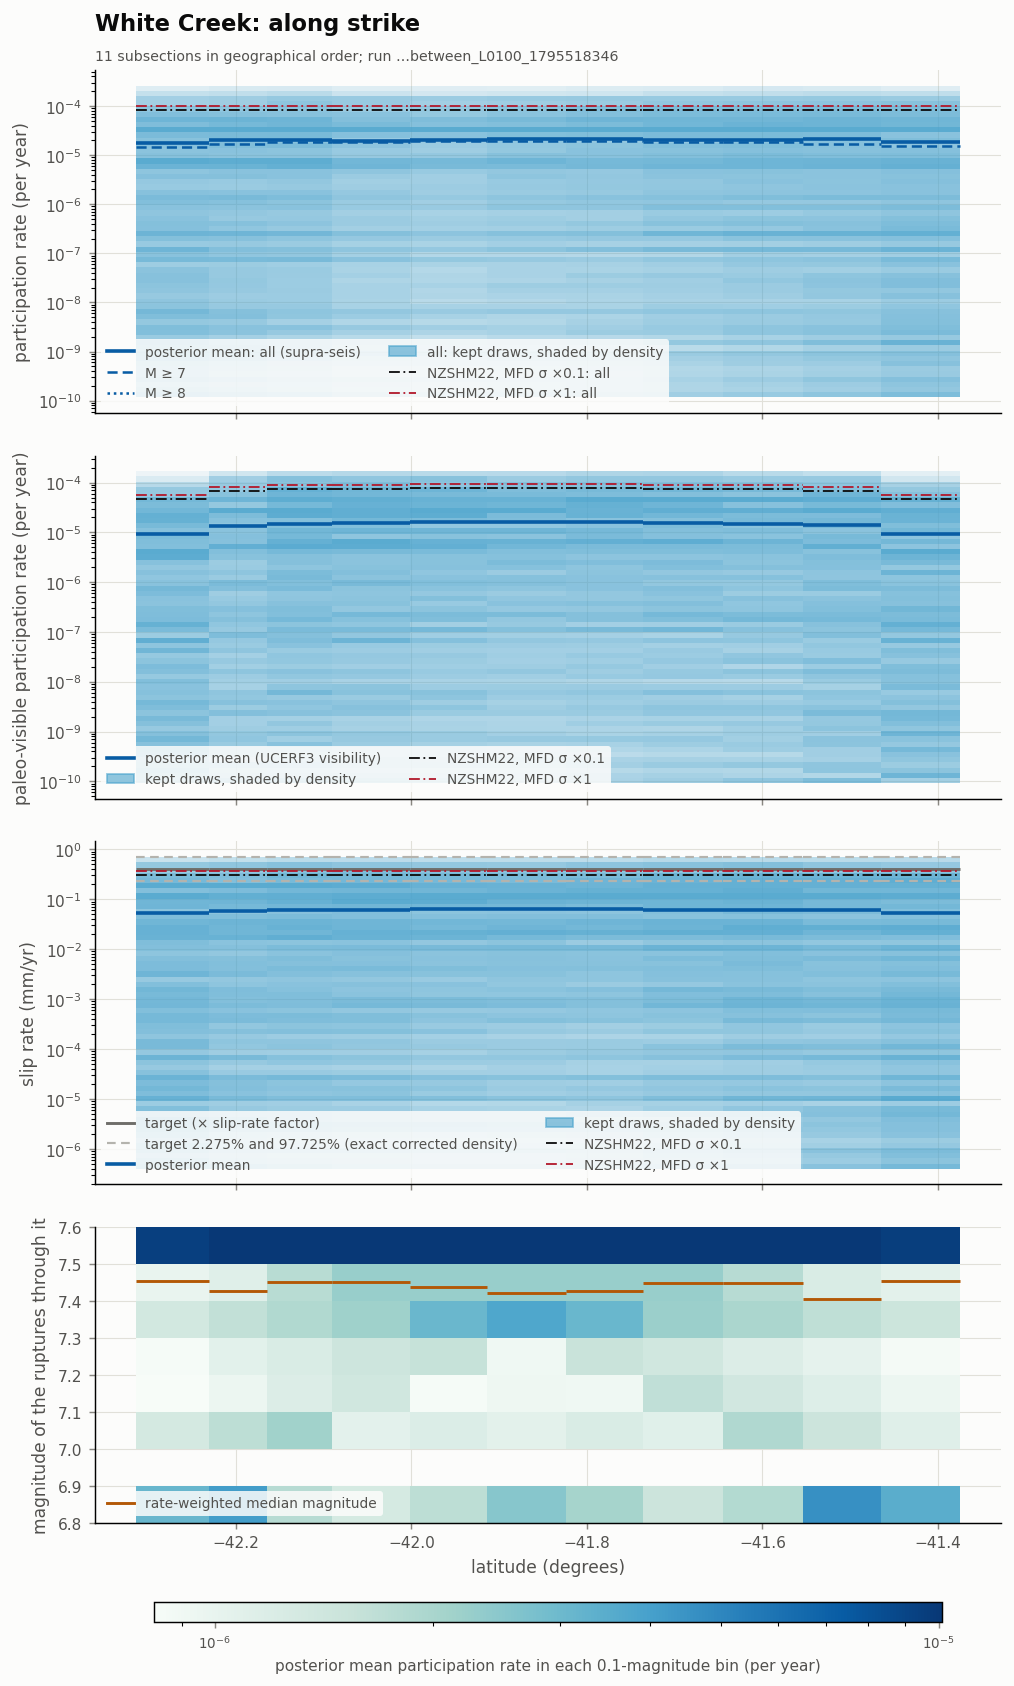 White Creek: along strike
11 subsections in geographical order; run …between_L0100_1795518346
participation rate (per year)
10⁻⁴
10⁻⁵
10⁻⁶
10⁻⁷
10⁻⁸
10⁻⁹
10⁻¹⁰
posterior mean: all (supra-seis)
M ≥ 7
M ≥ 8
all: kept draws, shaded by density
NZSHM22, MFD σ ×0.1: all
NZSHM22, MFD σ ×1: all
paleo-visible participation rate (per year)
10⁻⁴
10⁻⁵
10⁻⁶
10⁻⁷
10⁻⁸
10⁻⁹
10⁻¹⁰
posterior mean (UCERF3 visibility)
kept draws, shaded by density
NZSHM22, MFD σ ×0.1
NZSHM22, MFD σ ×1
slip rate (mm/yr)
10⁰
10⁻¹
10⁻²
10⁻³
10⁻⁴
10⁻⁵
10⁻⁶
target (× slip-rate factor)
target 2.275% and 97.725% (exact corrected density)
posterior mean
kept draws, shaded by density
NZSHM22, MFD σ ×0.1
NZSHM22, MFD σ ×1
magnitude of the ruptures through it
7.6
7.5
7.4
7.3
7.2
7.1
7.0
6.9
6.8
rate-weighted median magnitude
−42.2 −42.0 −41.8 −41.6 −41.4
latitude (degrees)
10⁻⁶ 10⁻⁵
posterior mean participation rate in each 0.1-magnitude bin (per year)